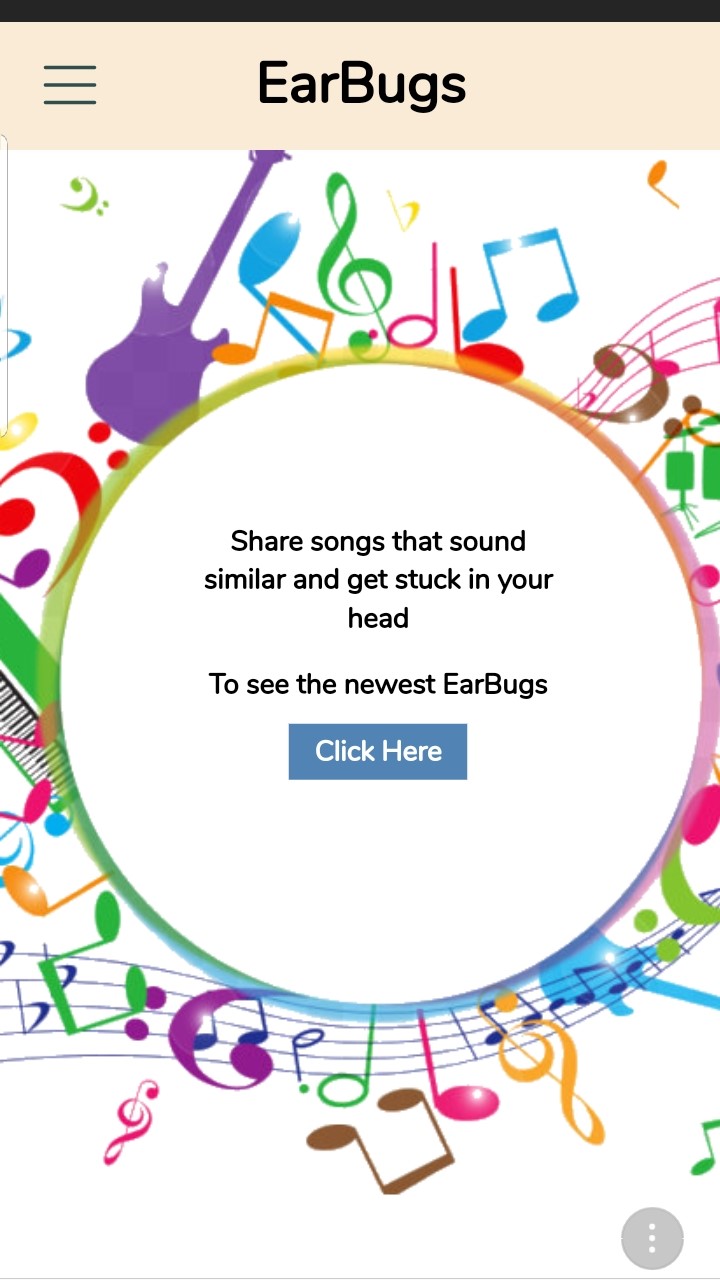 EarBugs
Share songs that sound
similar and get stuck in your
head
To see the newest EarBugs
Click Here